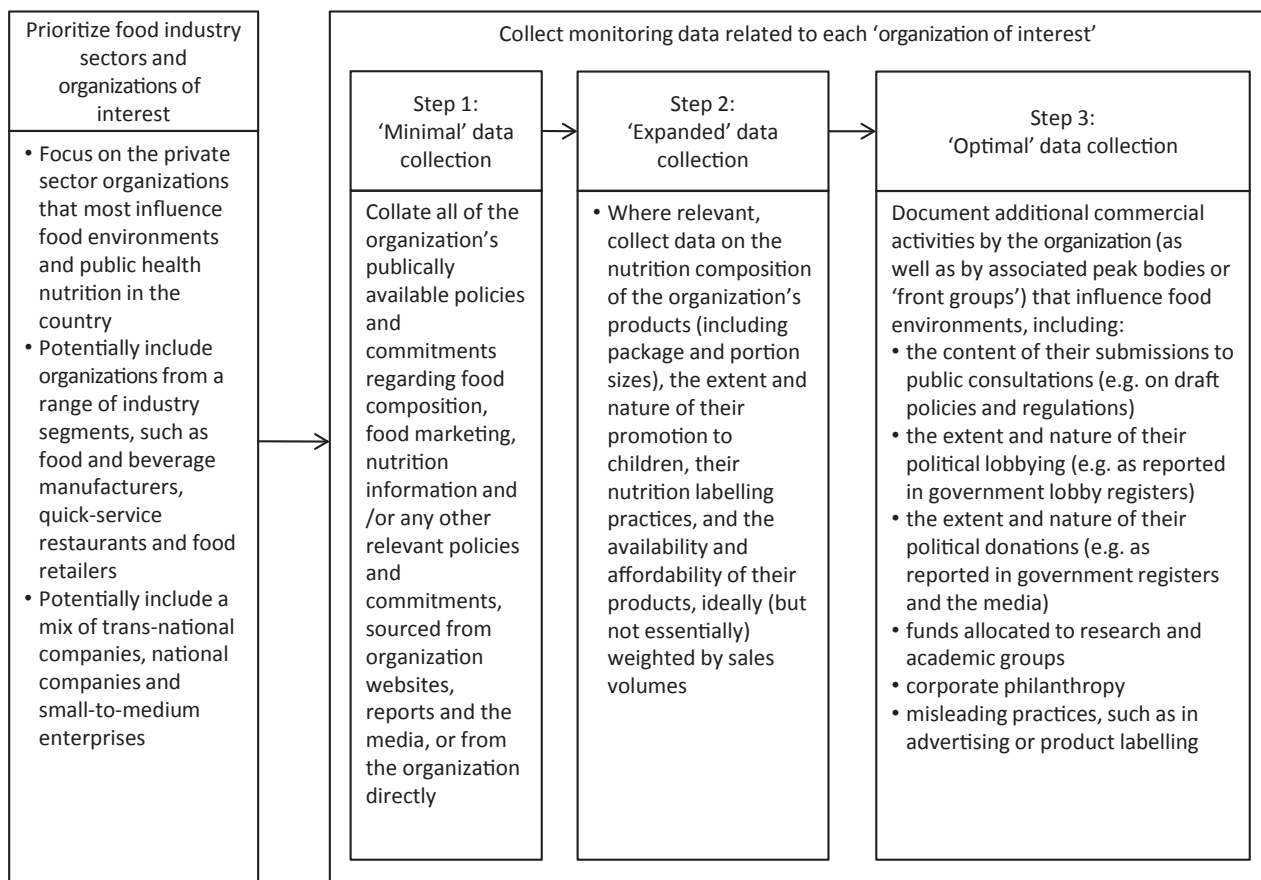 Prioritize food industry
sectors and
organizations of
interest
• Focus on the private
sector organizations
that most influence
food environments
and public health
nutrition in the
country
• Potentially include
organizations from a
range of industry
segments, such as
food and beverage
manufacturers,
quick-service
restaurants and food
retailers
• Potentially include a
mix of trans-national
companies, national
companies and
small-to-medium
enterprises
Collect monitoring data related to each ‘organization of interest’
Step 1:
‘Minimal’ data
collection
Collate all of the
organization’s
publically
available policies
and
commitments
regarding food
composition,
food marketing,
nutrition
information and
/or any other
relevant policies
and
commitments,
sourced from
organization
websites,
reports and the
media, or from
the organization
directly
Step 2:
‘Expanded’ data
collection
• Where relevant,
collect data on the
nutrition composition
of the organization’s
products (including
package and portion
sizes), the extent and
nature of their
promotion to
children, their
nutrition labelling
practices, and the
availability and
affordability of their
products, ideally (but
not essentially)
weighted by sales
volumes
Step 3:
‘Optimal’ data collection
Document additional commercial
activities by the organization (as
well as by associated peak bodies or
‘front groups’) that influence food
environments, including:
• the content of their submissions to
public consultations (e.g. on draft
policies and regulations)
• the extent and nature of their
political lobbying (e.g. as reported
in government lobby registers)
• the extent and nature of their
political donations (e.g. as
reported in government registers
and the media)
• funds allocated to research and
academic groups
• corporate philanthropy
• misleading practices, such as in
advertising or product labelling